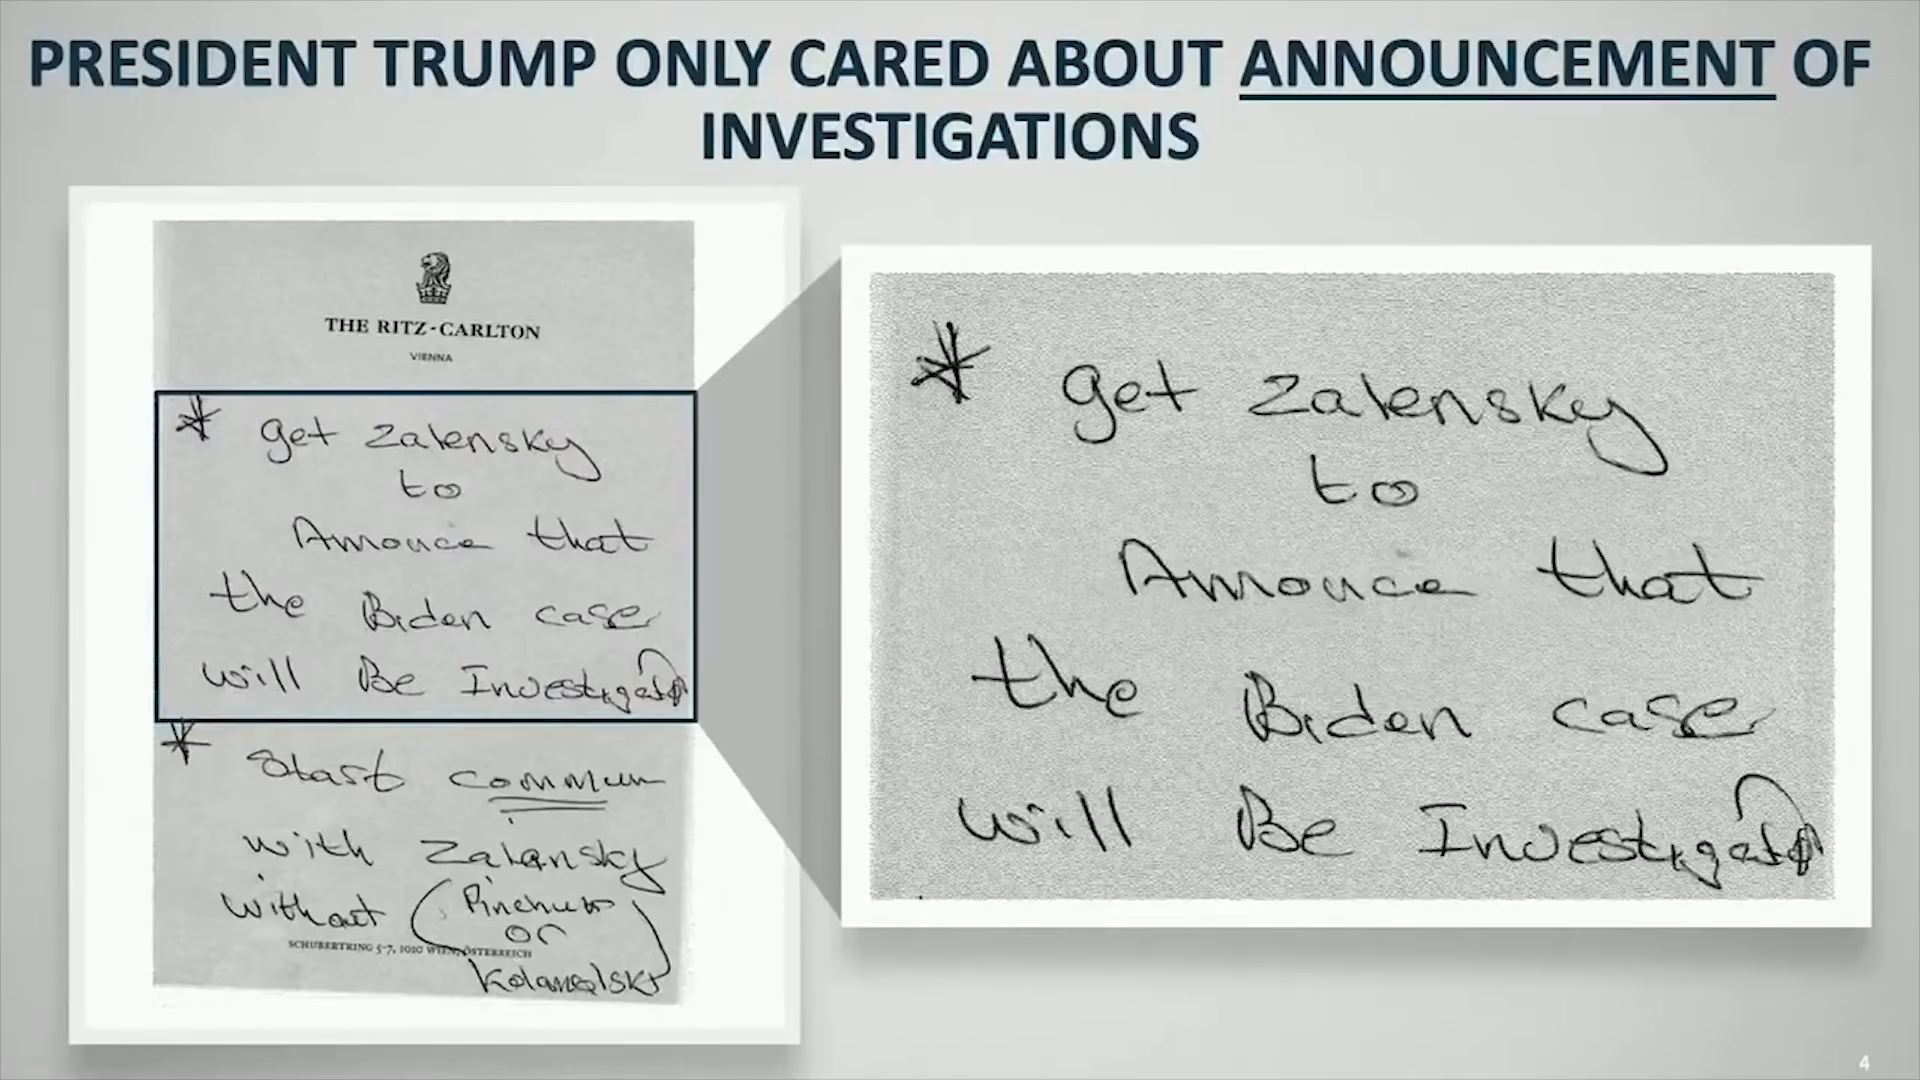 PRESIDENT TRUMP ONLY CARED ABOUT ANNOUNCEMENT OF
INVESTIGATIONS
THE RITZ-CARLTON
VIENNA
* get Zalensky
to
Annouce that
the Biden case
will Be Investigated
* Start commun
with Zalensky
without (Pinchuk
or
SCHUBERTRING 5-7, 1010 WIEN, ÖSTERREICH
Kolamolski)
* get Zalensky
to
Annouce that
the Biden case
will Be Investigated
4